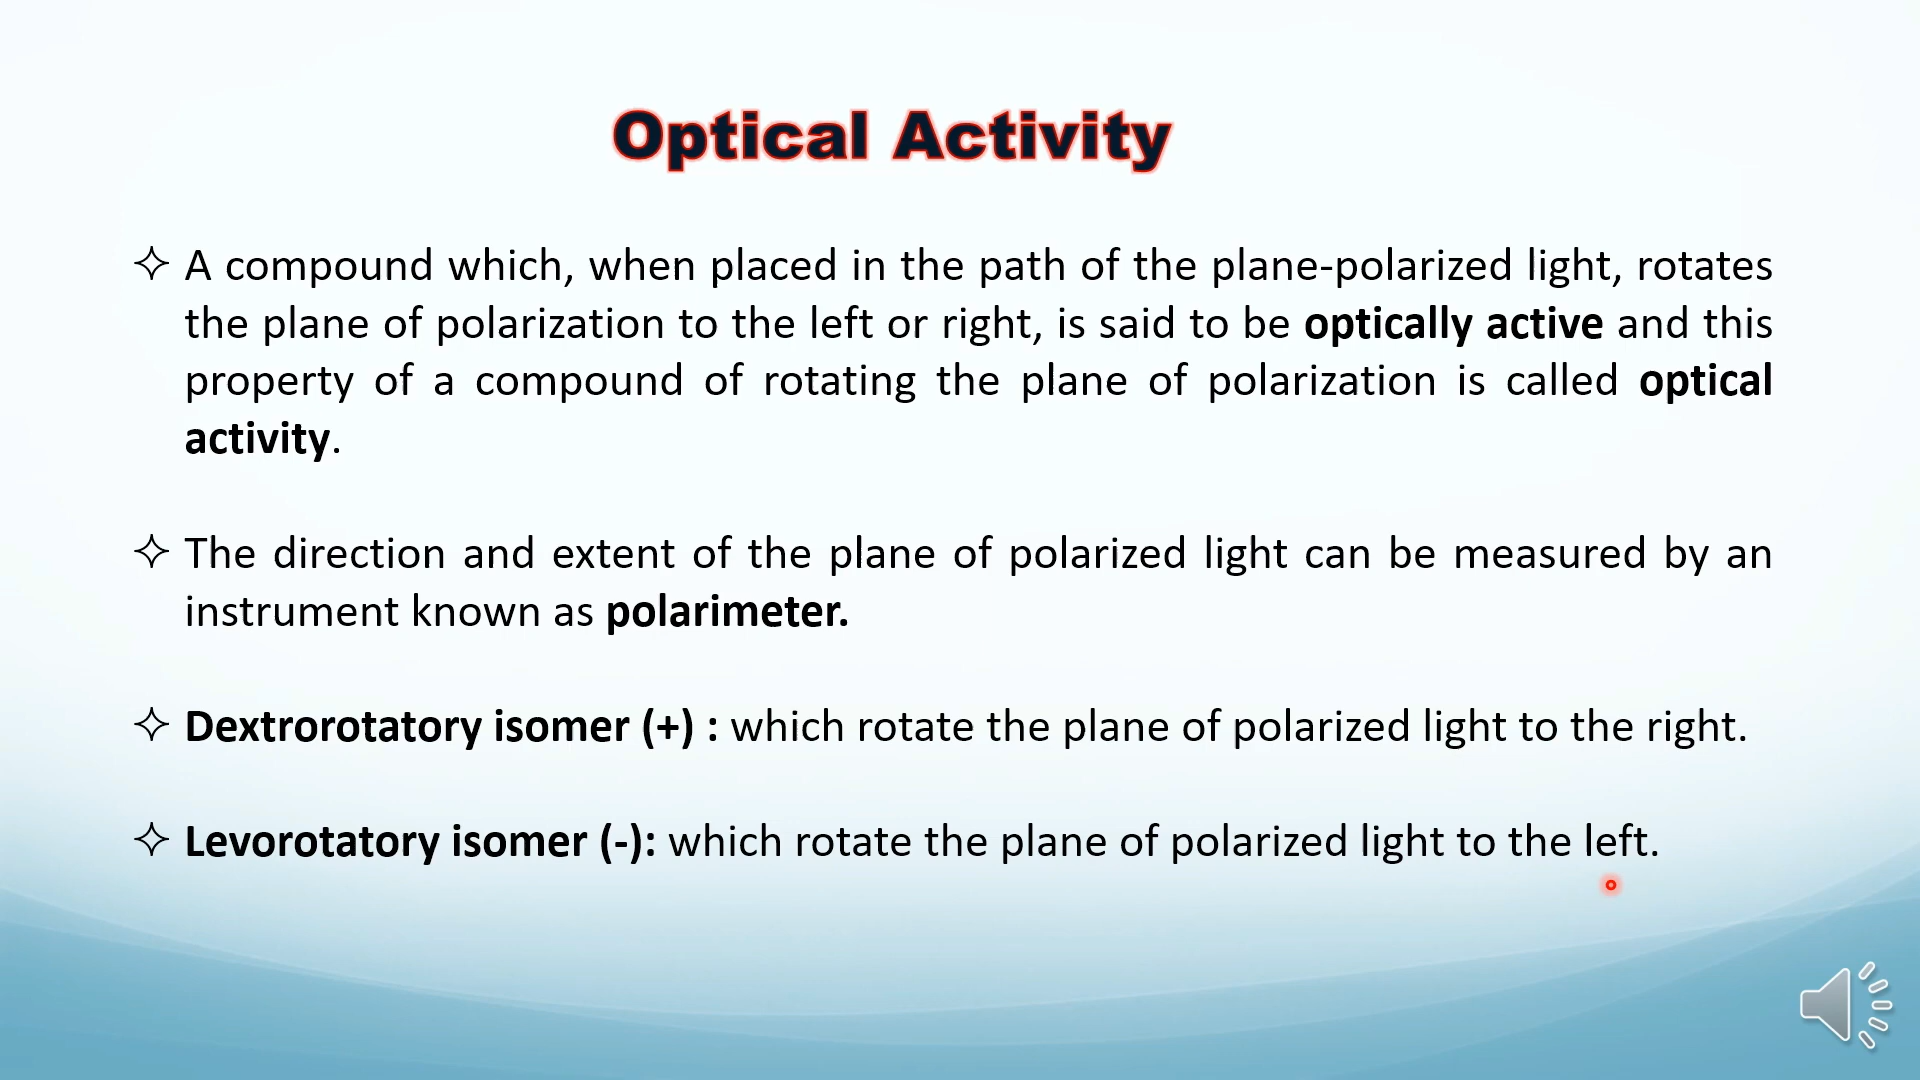 Optical Activity
✧ A compound which, when placed in the path of the plane-polarized light, rotates
the plane of polarization to the left or right, is said to be optically active and this
property of a compound of rotating the plane of polarization is called optical
activity.
✧ The direction and extent of the plane of polarized light can be measured by an
instrument known as polarimeter.
✧ Dextrorotatory isomer (+) : which rotate the plane of polarized light to the right.
✧ Levorotatory isomer (-): which rotate the plane of polarized light to the left.